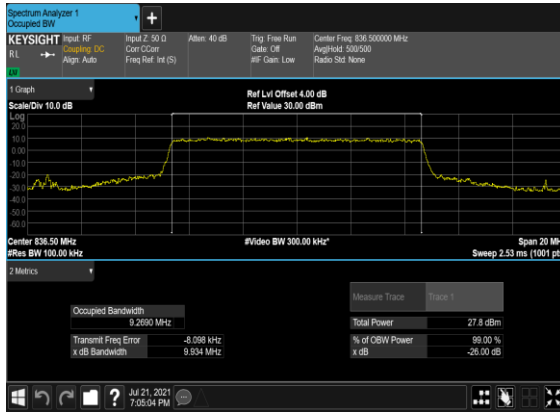 Spectrum Analyzer 1
Occupied BW
+
KEYSIGHT
RL
Input: RF
Coupling: DC
Align: Auto
Input Z: 50 Ω
Corr CCorr
Freq Ref: Int (S)
Atten: 40 dB
Trig: Free Run
Gate: Off
#IF Gain: Low
Center Freq: 836.500000 MHz
Avg|Hold: 500/500
Radio Std: None
1 Graph
Scale/Div 10.0 dB
Ref Lvl Offset 4.00 dB
Ref Value 30.00 dBm
Log
20.0
10.0
0.00
-10.0
-20.0
-30.0
-40.0
-50.0
-60.0
Center 836.50 MHz
#Res BW 100.00 kHz
#Video BW 300.00 kHz*
Span 20 MH
Sweep 2.53 ms (1001 pt
2 Metrics
Measure Trace Trace 1
Occupied Bandwidth
9.2690 MHz
Total Power 27.8 dBm
Transmit Freq Error -8.098 kHz
x dB Bandwidth 9.934 MHz
% of OBW Power 99.00 %
x dB -26.00 dB
?
Jul 21, 2021
7:05:04 PM